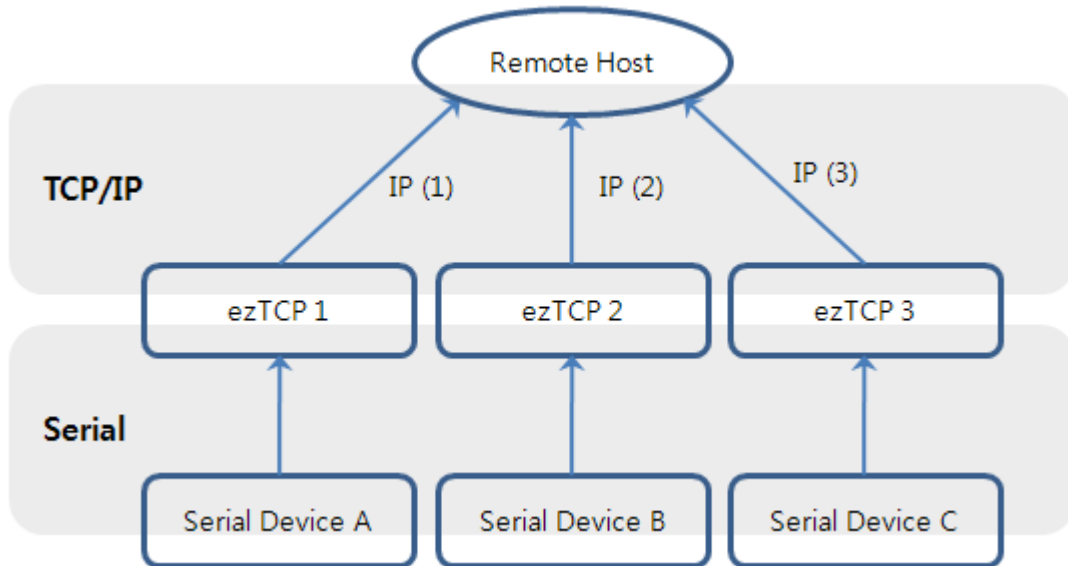 Remote Host
TCP/IP
IP (1)
IP (2)
IP (3)
ezTCP 1
ezTCP 2
ezTCP 3
Serial
Serial Device A
Serial Device B
Serial Device C